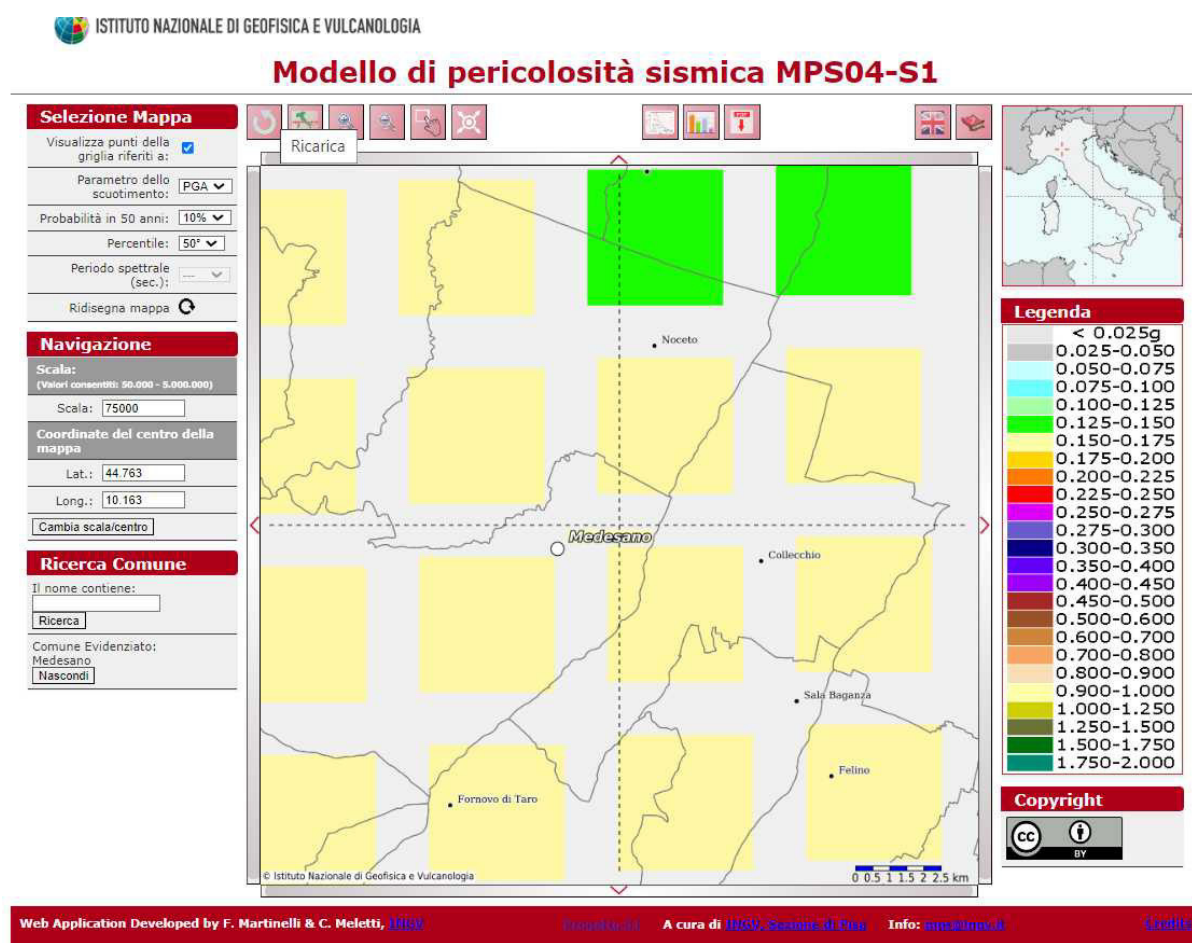 ISTITUTO NAZIONALE DI GEOFISICA E VULCANOLOGIA
Modello di pericolosità sismica MPS04-S1
Selezione Mappa
Visualizza punti della
griglia riferiti a:
Parametro dello
scuotimento: PGA
Probabilità in 50 anni: 10%
Percentile: 50°
Periodo spettrale
(sec.): ---
Ridisegna mappa
Navigazione
Scala:
(Valori consentiti: 50.000 - 5.000.000)
Scala: 75000
Coordinate del centro della
mappa
Lat.: 44.763
Long.: 10.163
Cambia scala/centro
Ricerca Comune
Il nome contiene:
Ricerca
Comune Evidenziato:
Medesano
Nascondi
Ricarica
Noceto
Medesano
Collecchio
Sala Baganza
Felino
Fornovo di Taro
© Istituto Nazionale di Geofisica e Vulcanologia
0 0.5 1 1.5 2 2.5 km
Legenda
< 0.025g
0.025-0.050
0.050-0.075
0.075-0.100
0.100-0.125
0.125-0.150
0.150-0.175
0.175-0.200
0.200-0.225
0.225-0.250
0.250-0.275
0.275-0.300
0.300-0.350
0.350-0.400
0.400-0.450
0.450-0.500
0.500-0.600
0.600-0.700
0.700-0.800
0.800-0.900
0.900-1.000
1.000-1.250
1.250-1.500
1.500-1.750
1.750-2.000
Copyright
cc
BY
Web Application Developed by F. Martinelli & C. Meletti, INGV A cura di INGV, Sezione di Pisa Info: mps@ingv.it Credits